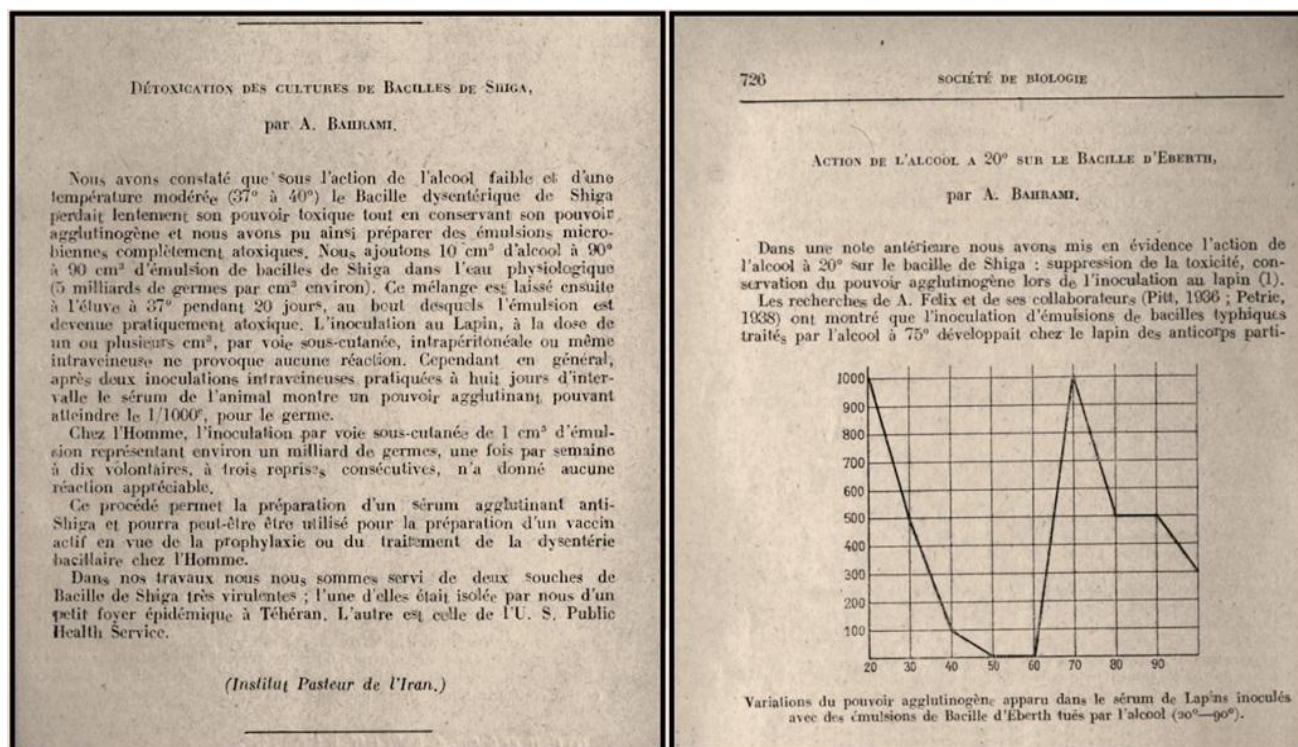 DÉTOXICATION DES CULTURES DE BACILLES DE SHIGA,
par A. BAHRAMI.
Nous avons constaté que sous l'action de l'alcool faible et d'une
température modérée (37° à 40°) le Bacille dysentérique de Shiga
perdait lentement son pouvoir toxique tout en conservant son pouvoir
agglutinogène et nous avons pu ainsi préparer des émulsions micro-
biennes complètement atoxiques. Nous ajoutons 10 cm³ d'alcool à 90°
à 90 cm³ d'émulsion de bacilles de Shiga dans l'eau physiologique
(5 milliards de germes par cm³ environ). Ce mélange est laissé ensuite
à l'étuve à 37° pendant 20 jours, au bout desquels l'émulsion est
devenue pratiquement atoxique. L'inoculation au Lapin, à la dose de
un ou plusieurs cm³, par voie sous-cutanée, intrapéritonéale ou même
intraveineuse ne provoque aucune réaction. Cependant en général,
après deux inoculations intraveineuses pratiquées à huit jours d'inter-
valle le sérum de l'animal montre un pouvoir agglutinant pouvant
atteindre le 1/1000e, pour le germe.
Chez l'Homme, l'inoculation par voie sous-cutanée de 1 cm³ d'émul-
sion représentant environ un milliard de germes, une fois par semaine
à dix volontaires, à trois reprises consécutives, n'a donné aucune
réaction appréciable.
Ce procédé permet la préparation d'un sérum agglutinant anti-
Shiga et pourra peut-être être utilisé pour la préparation d'un vaccin
actif en vue de la prophylaxie ou du traitement de la dysentérie
bacillaire chez l'Homme.
Dans nos travaux nous nous sommes servi de deux souches de
Bacille de Shiga très virulentes ; l'une d'elles était isolée par nous d'un
petit foyer épidémique à Téhéran. L'autre est celle de l'U. S. Public
Health Service.
(Institut Pasteur de l'Iran.)
726 SOCIÉTÉ DE BIOLOGIE
ACTION DE L'ALCOOL A 20° SUR LE BACILLE D'EBERTH,
par A. BAHRAMI.
Dans une note antérieure nous avons mis en évidence l'action de
l'alcool à 20° sur le bacille de Shiga : suppression de la toxicité, con-
servation du pouvoir agglutinogène lors de l'inoculation au lapin (1).
Les recherches de A. Felix et de ses collaborateurs (Pitt, 1936 ; Petrie,
1938) ont montré que l'inoculation d'émulsions de bacilles typhiques
traités par l'alcool à 75° développait chez le lapin des anticorps parti-
1000
900
800
700
600
500
400
300
200
100
20 30 40 50 60 70 80 90
Variations du pouvoir agglutinogène apparu dans le sérum de Lapins inoculés
avec des émulsions de Bacille d'Eberth tués par l'alcool (20°—90°).